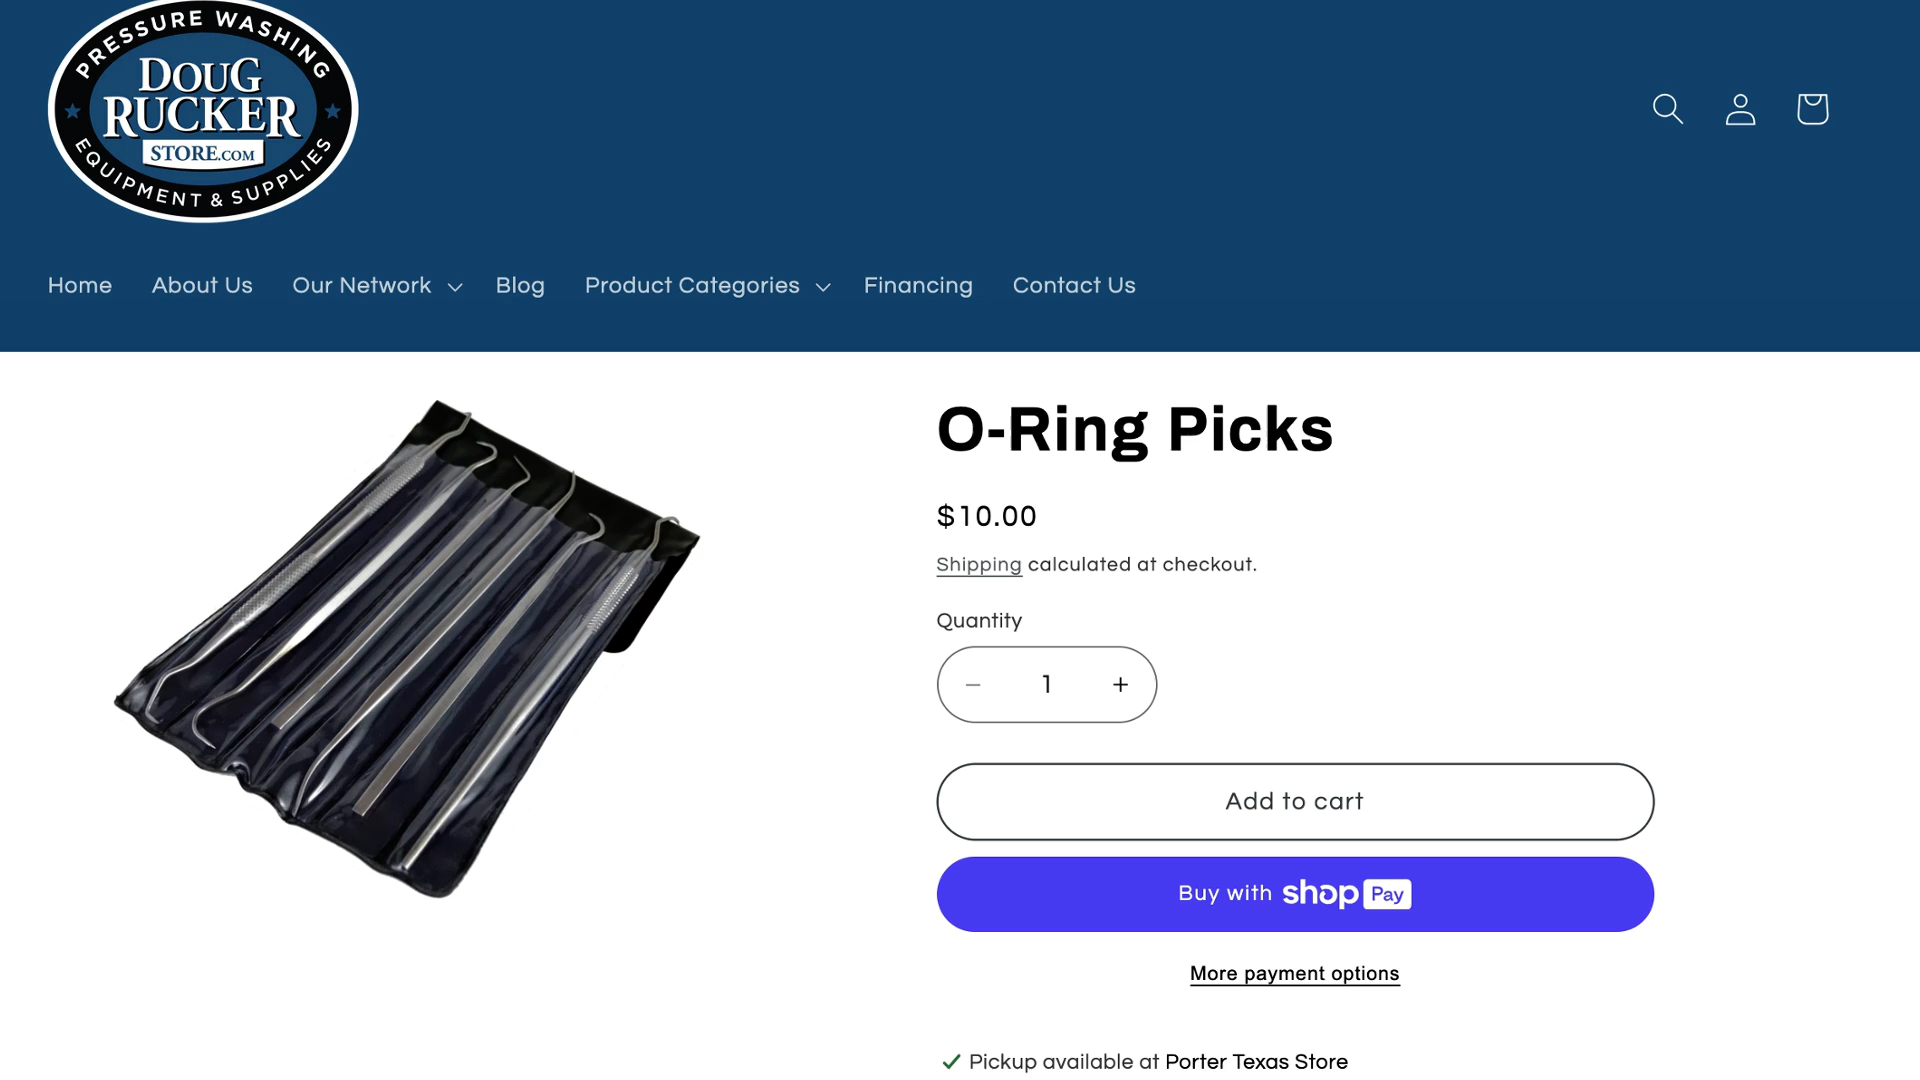 PRESSURE WASHING
DOUG
RUCKER
STORE.COM
EQUIPMENT & SUPPLIES
Home About Us Our Network Blog Product Categories Financing Contact Us
O-Ring Picks
$10.00
Shipping calculated at checkout.
Quantity
1
Add to cart
Buy with shop Pay
More payment options
Pickup available at Porter Texas Store